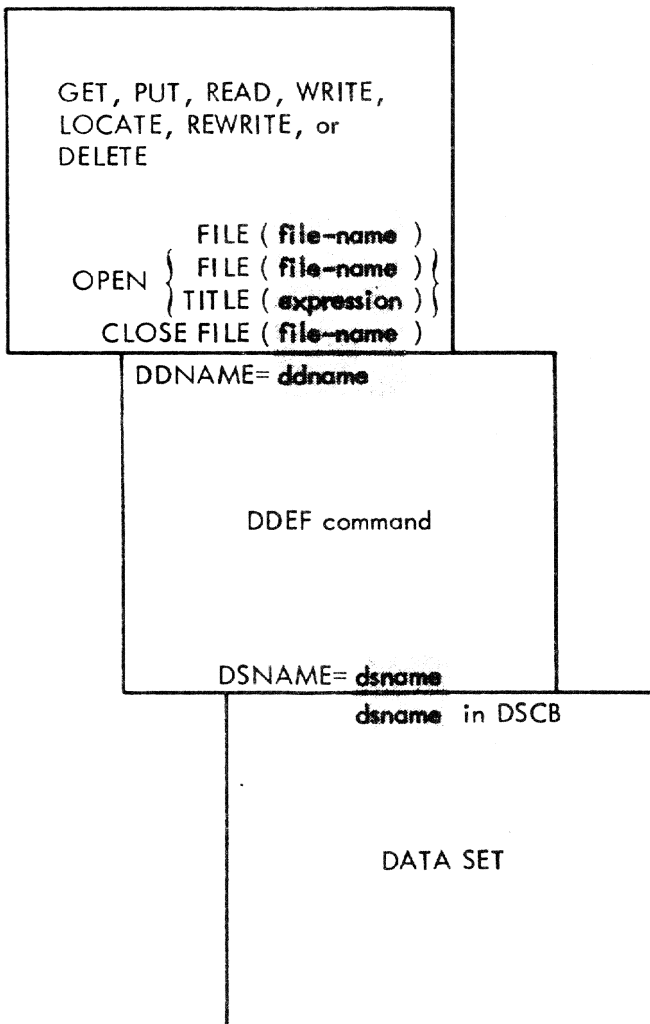 GET, PUT, READ, WRITE,
LOCATE, REWRITE, or
DELETE
FILE ( file-name )
OPEN { FILE ( file-name ) }
{ TITLE ( expression ) }
CLOSE FILE ( file-name )
DDNAME= ddname
DDEF command
DSNAME= dsname
dsname in DSCB
DATA SET